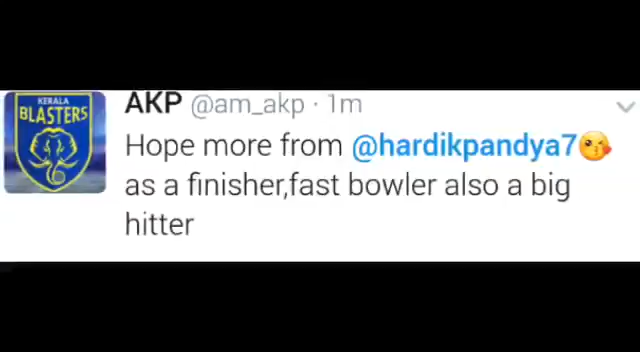 KERALA
BLASTERS
AKP @am_akp · 1m
Hope more from @hardikpandya7😘
as a finisher,fast bowler also a big
hitter